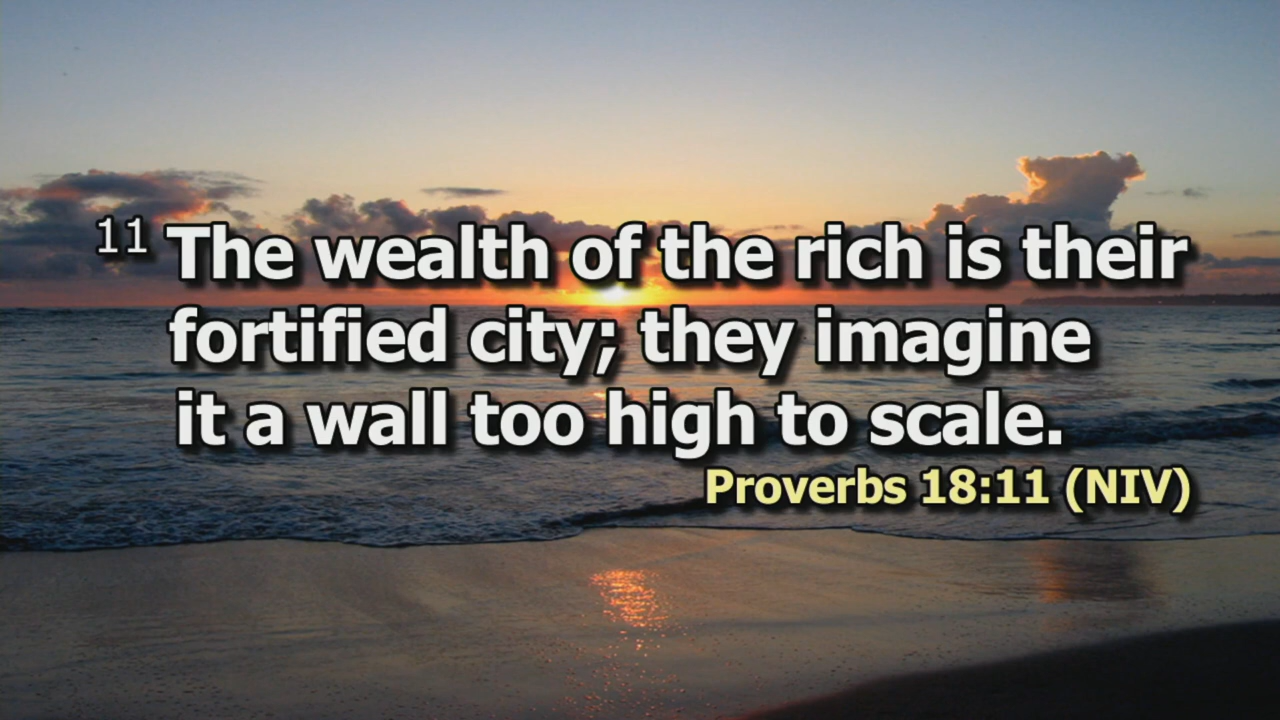 11 The wealth of the rich is their
fortified city; they imagine
it a wall too high to scale.
Proverbs 18:11 (NIV)